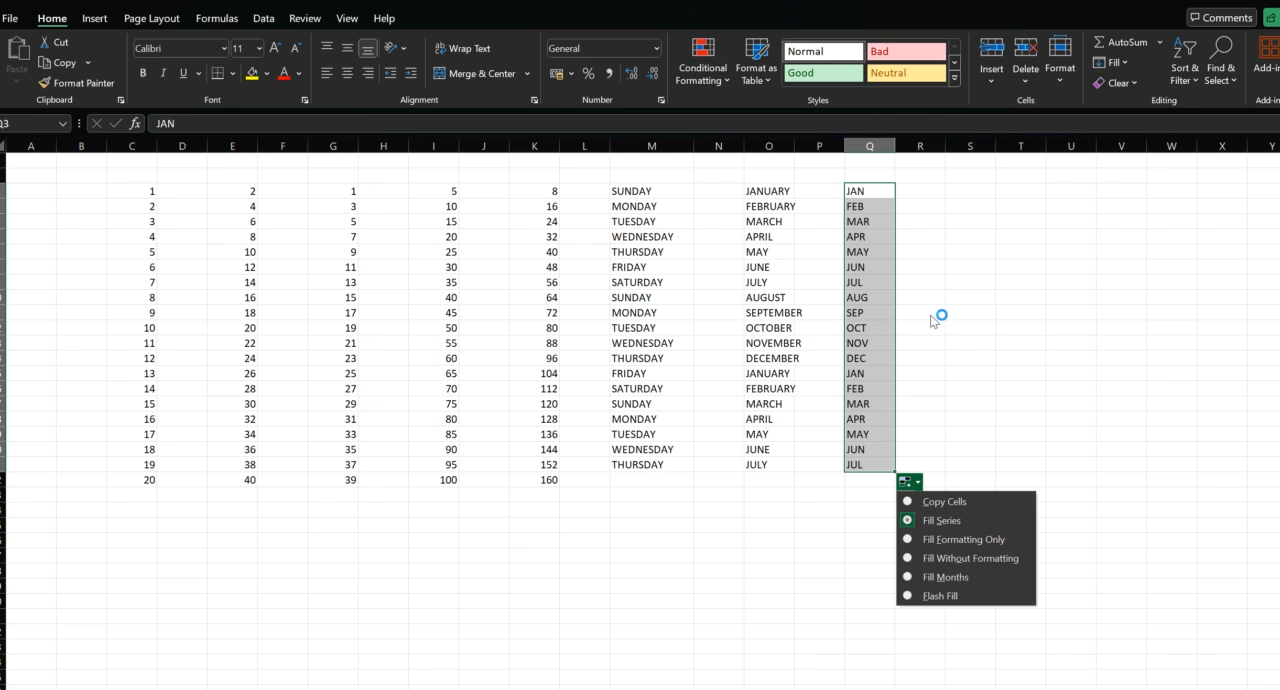 File Home Insert Page Layout Formulas Data Review View Help Comments
Paste Cut Copy Format Painter Clipboard
Calibri 11 A A B I U A Font
Wrap Text Merge & Center Alignment
General % Number
Conditional Formatting Format as Table Normal Bad Good Neutral Styles
Insert Delete Format Cells
AutoSum Fill Clear Sort & Filter Find & Select Editing
Add-in
Add-in
Q3 fx JAN
A B C D E F G H I J K L M N O P Q R S T U V W X Y
1 2 1 5 8 SUNDAY JANUARY JAN
2 4 3 10 16 MONDAY FEBRUARY FEB
3 6 5 15 24 TUESDAY MARCH MAR
4 8 7 20 32 WEDNESDAY APRIL APR
5 10 9 25 40 THURSDAY MAY MAY
6 12 11 30 48 FRIDAY JUNE JUN
7 14 13 35 56 SATURDAY JULY JUL
8 16 15 40 64 SUNDAY AUGUST AUG
9 18 17 45 72 MONDAY SEPTEMBER SEP
10 20 19 50 80 TUESDAY OCTOBER OCT
11 22 21 55 88 WEDNESDAY NOVEMBER NOV
12 24 23 60 96 THURSDAY DECEMBER DEC
13 26 25 65 104 FRIDAY JANUARY JAN
14 28 27 70 112 SATURDAY FEBRUARY FEB
15 30 29 75 120 SUNDAY MARCH MAR
16 32 31 80 128 MONDAY APRIL APR
17 34 33 85 136 TUESDAY MAY MAY
18 36 35 90 144 WEDNESDAY JUNE JUN
19 38 37 95 152 THURSDAY JULY JUL
20 40 39 100 160
Copy Cells
Fill Series
Fill Formatting Only
Fill Without Formatting
Fill Months
Flash Fill